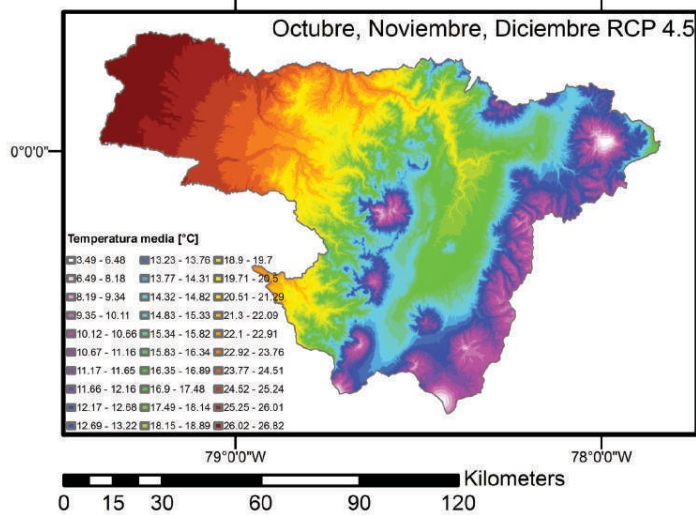 Octubre, Noviembre, Diciembre RCP 4.5
0°0'0"
Temperatura media [°C]
3.49 - 6.48 13.23 - 13.76 18.9 - 19.7
6.49 - 8.18 13.77 - 14.31 19.71 - 20.5
8.19 - 9.34 14.32 - 14.82 20.51 - 21.29
9.35 - 10.11 14.83 - 15.33 21.3 - 22.09
10.12 - 10.66 15.34 - 15.82 22.1 - 22.91
10.67 - 11.16 15.83 - 16.34 22.92 - 23.76
11.17 - 11.65 16.35 - 16.89 23.77 - 24.51
11.66 - 12.16 16.9 - 17.48 24.52 - 25.24
12.17 - 12.68 17.49 - 18.14 25.25 - 26.01
12.69 - 13.22 18.15 - 18.89 26.02 - 26.82
79°0'0"W 78°0'0"W
Kilometers
0 15 30 60 90 120